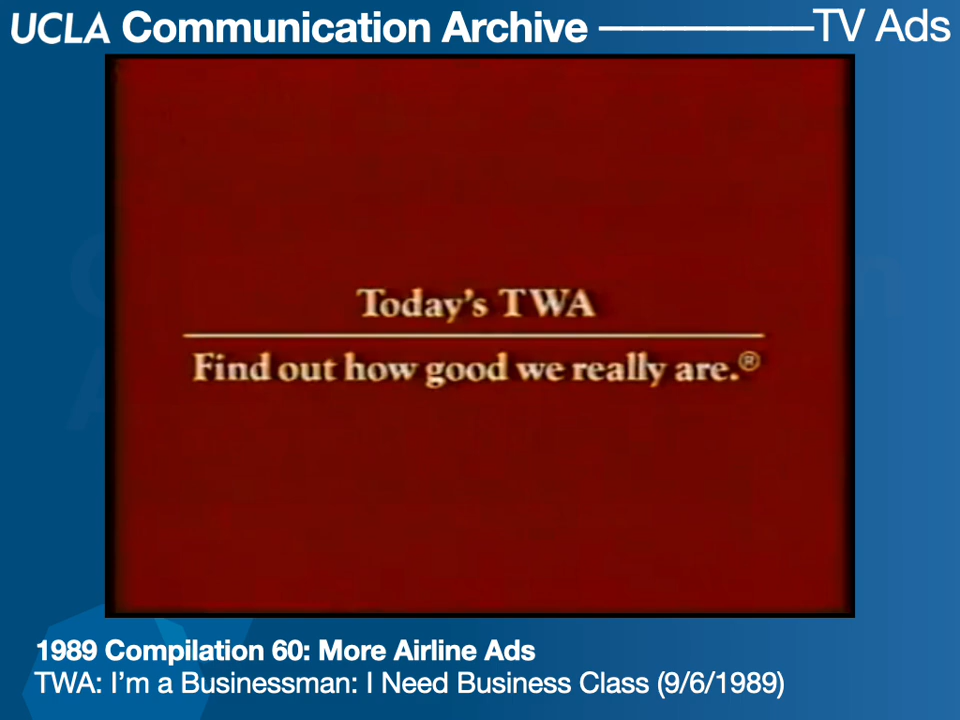 UCLA Communication Archive TV Ads
Today's TWA
Find out how good we really are.®
1989 Compilation 60: More Airline Ads
TWA: I'm a Businessman: I Need Business Class (9/6/1989)